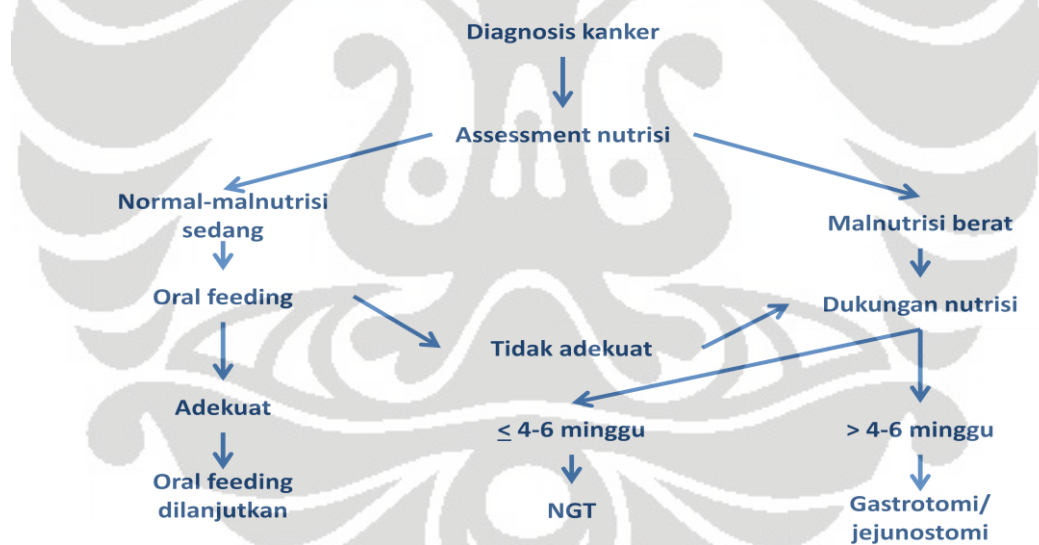 Diagnosis kanker
Assessment nutrisi
Normal-malnutrisi
sedang
Malnutrisi berat
Oral feeding
Dukungan nutrisi
Tidak adekuat
Adekuat
≤ 4-6 minggu
> 4-6 minggu
Oral feeding
dilanjutkan
NGT
Gastrotomi/
jejunostomi